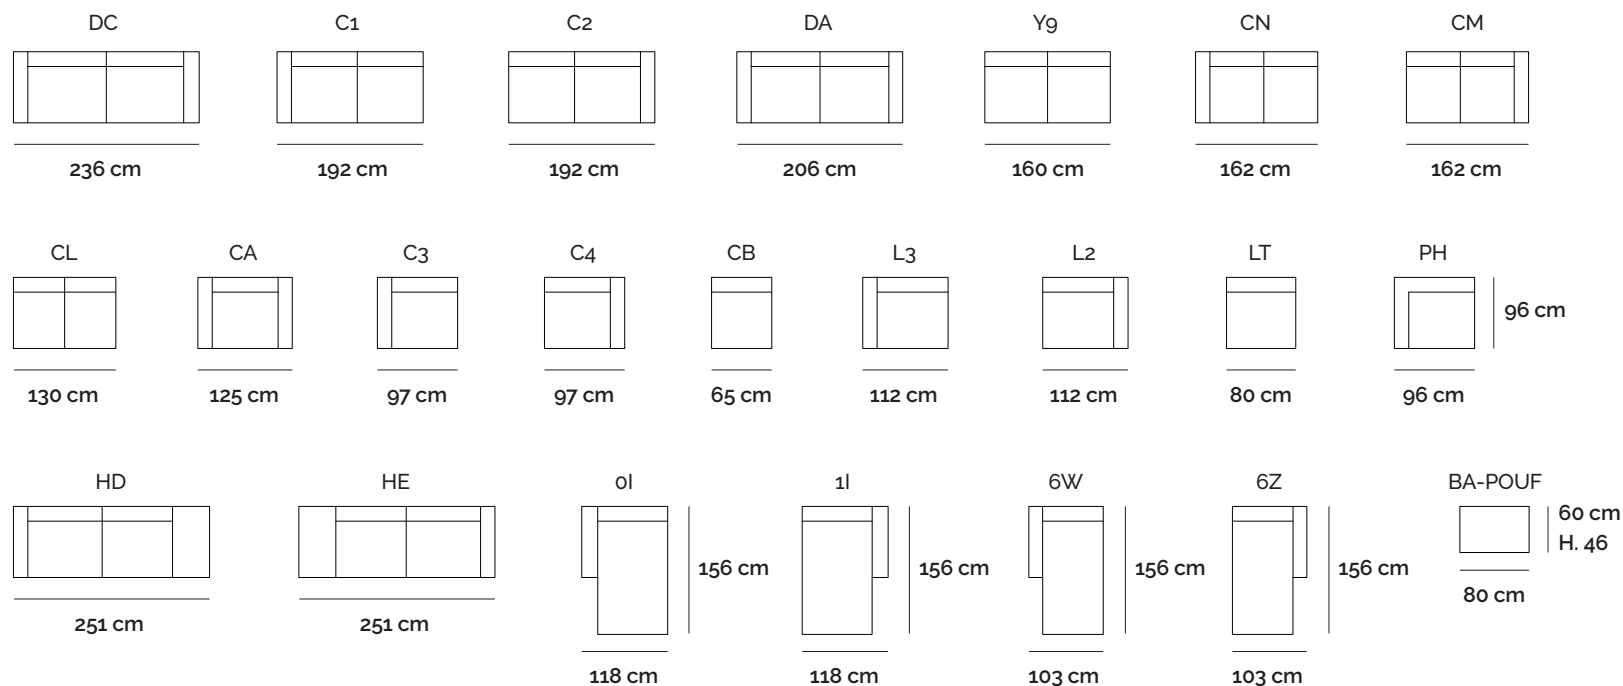 DC C1 C2 DA Y9 CN CM
236 cm 192 cm 192 cm 206 cm 160 cm 162 cm 162 cm
CL CA C3 C4 CB L3 L2 LT PH
96 cm
130 cm 125 cm 97 cm 97 cm 65 cm 112 cm 112 cm 80 cm 96 cm
HD HE 0I 1I 6W 6Z BA-POUF
60 cm
H. 46
156 cm 156 cm 156 cm 156 cm
80 cm
251 cm 251 cm
118 cm 118 cm 103 cm 103 cm